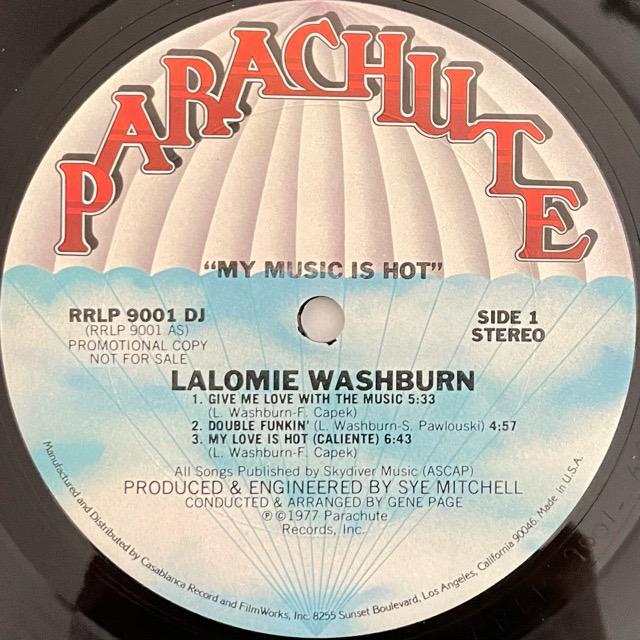 PARACHUTE
"MY MUSIC IS HOT"
RRLP 9001 DJ
(RRLP 9001 AS)
PROMOTIONAL COPY
NOT FOR SALE
SIDE 1
STEREO
LALOMIE WASHBURN
1. GIVE ME LOVE WITH THE MUSIC 5:33
(L. Washburn-F. Capek)
2. DOUBLE FUNKIN' (L. Washburn-S. Pawlouski) 4:57
3. MY LOVE IS HOT (CALIENTE) 6:43
(L. Washburn-F. Capek)
All Songs Published by Skydiver Music (ASCAP)
PRODUCED & ENGINEERED BY SYE MITCHELL
CONDUCTED & ARRANGED BY GENE PAGE
℗©1977 Parachute
Records, Inc.
Manufactured and Distributed by Casablanca Record and FilmWorks, Inc. 8255 Sunset Boulevard, Los Angeles, California 90046. Made in U.S.A.